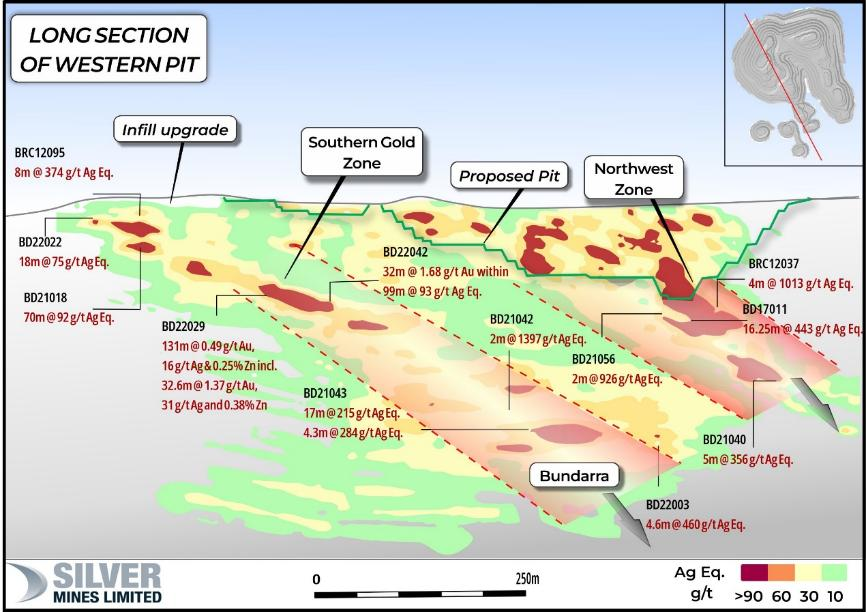 LONG SECTION
OF WESTERN PIT
Infill upgrade
Southern Gold
Zone
Proposed Pit
Northwest
Zone
BRC12095
8m @ 374 g/t Ag Eq.
BD22022
18m @ 75 g/t Ag Eq.
BD21018
70m @ 92 g/t Ag Eq.
BD22029
131m @ 0.49 g/t Au,
16 g/t Ag & 0.25% Zn incl.
32.6m @ 1.37 g/t Au,
31 g/t Ag and 0.38% Zn
BD22042
32m @ 1.68 g/t Au within
99m @ 93 g/t Ag Eq.
BRC12037
4m @ 1013 g/t Ag Eq.
BD17011
16.25m @ 443 g/t Ag Eq.
BD21042
2m @ 1397 g/t Ag Eq.
BD21056
2m @ 926 g/t Ag Eq.
BD21043
17m @ 215 g/t Ag Eq.
4.3m @ 284 g/t Ag Eq.
BD21040
5m @ 356 g/t Ag Eq.
Bundarra
BD22003
4.6m @ 460 g/t Ag Eq.
SILVER
MINES LIMITED
0 250m
Ag Eq.
g/t >90 60 30 10